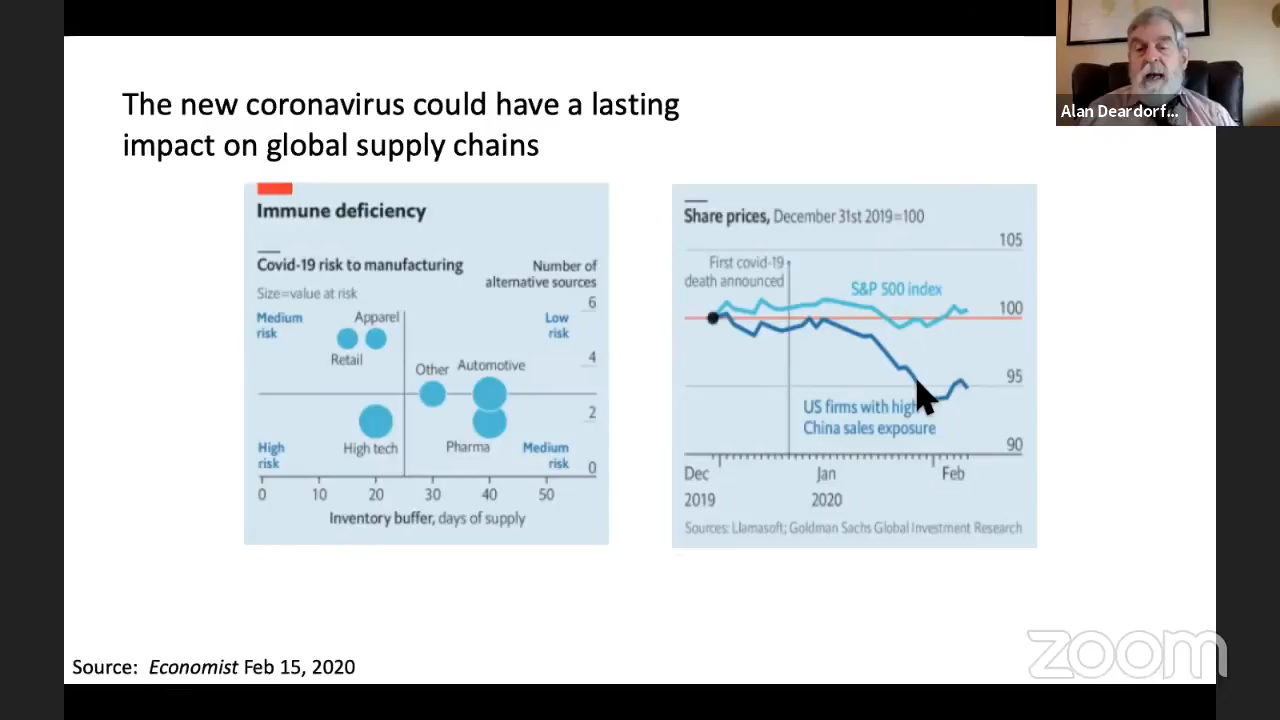 Alan Deardorf...
The new coronavirus could have a lasting
impact on global supply chains
Immune deficiency
Covid-19 risk to manufacturing
Size=value at risk
Number of
alternative sources
6
4
2
0
Medium
risk
Apparel
Retail
Low
risk
Other
Automotive
High
risk
High tech
Pharma
Medium
risk
0 10 20 30 40 50
Inventory buffer, days of supply
Share prices, December 31st 2019=100
105
100
95
90
First covid-19
death announced
S&P 500 index
US firms with high
China sales exposure
Dec
2019
Jan
2020
Feb
Sources: Llamasoft; Goldman Sachs Global Investment Research
Source: Economist Feb 15, 2020
zoom